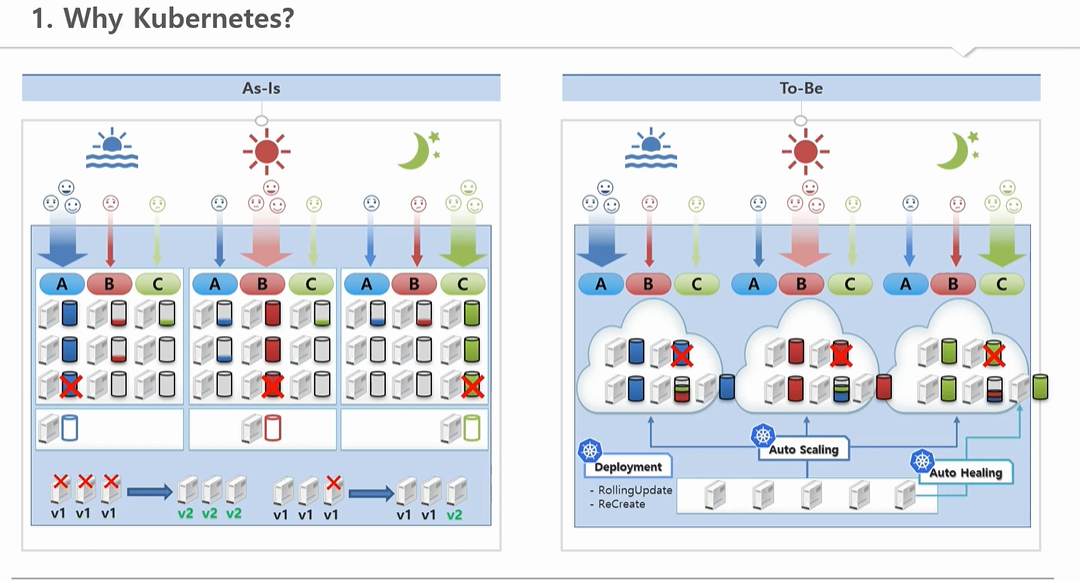 1. Why Kubernetes?
As-Is
To-Be
A B C A B C A B C
A B C A B C A B C
Auto Scaling
Deployment
Auto Healing
- RollingUpdate
- ReCreate
v1 v1 v1 v2 v2 v2 v1 v1 v1 v1 v1 v2